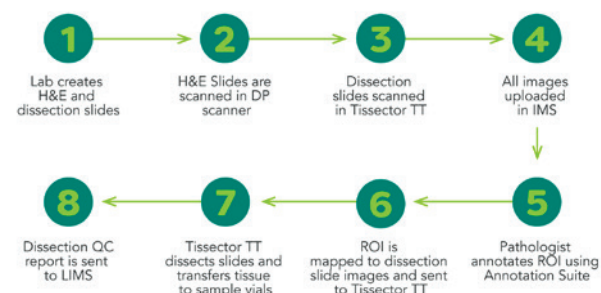 1
Lab creates
H&E and
dissection slides
2
H&E Slides are
scanned in DP
scanner
3
Dissection
slides scanned
in Tissector TT
4
All images
uploaded
in IMS
5
Pathologist
annotates ROI using
Annotation Suite
6
ROI is
mapped to dissection
slide images and sent
to Tissector TT
7
Tissector TT
dissects slides and
transfers tissue
to sample vials
8
Dissection QC
report is sent
to LIMS